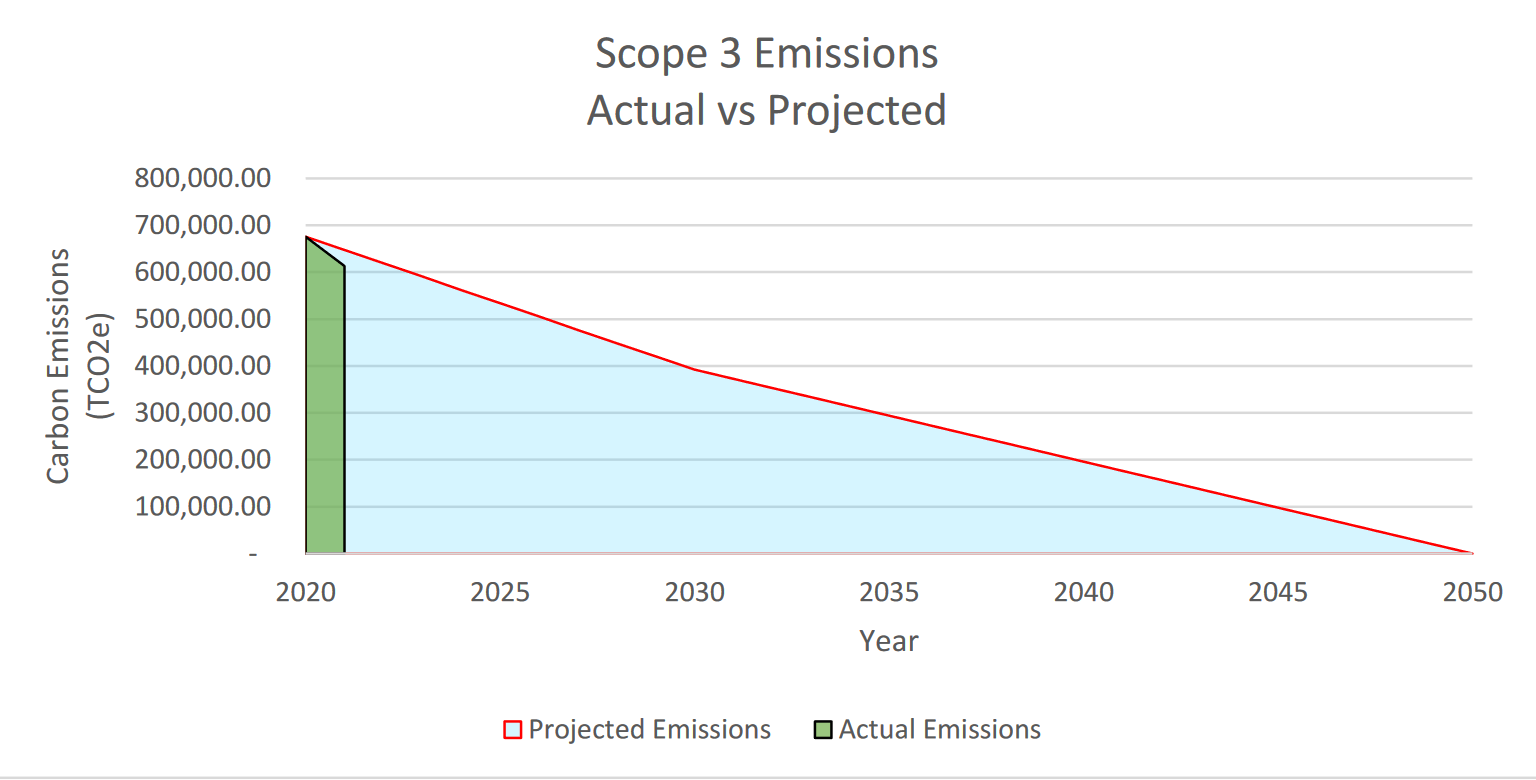 Scope 3 Emissions
Actual vs Projected
Carbon Emissions
(TCO2e)
800,000.00
700,000.00
600,000.00
500,000.00
400,000.00
300,000.00
200,000.00
100,000.00
-
2020 2025 2030 2035 2040 2045 2050
Year
Projected Emissions Actual Emissions